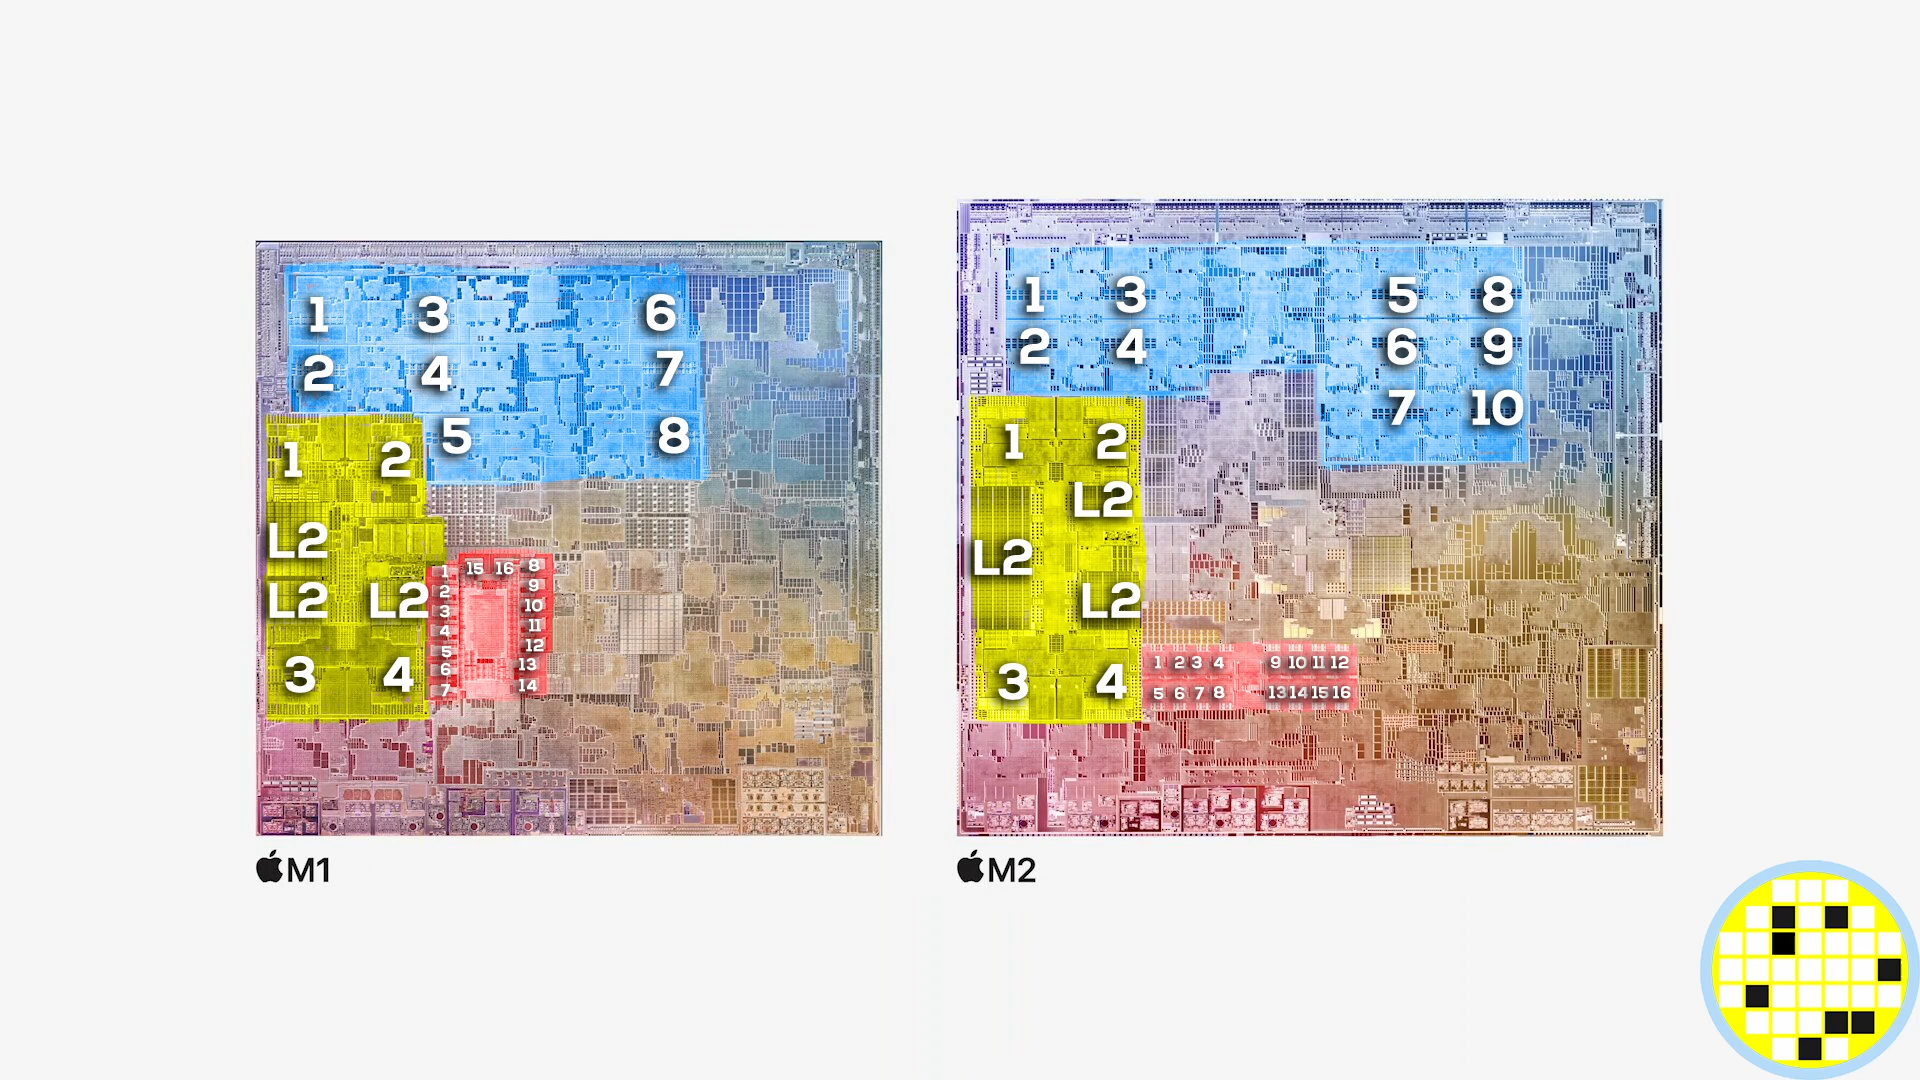 1 3 6
2 4 7
5 8
1 2
L2
L2 L2
3 4
15 16 8
1 9
2 10
3 11
4 12
5 13
6 14
7
M1
1 3 5 8
2 4 6 9
7 10
1 2
L2
L2
L2
3 4
1 2 3 4 9 10 11 12
5 6 7 8 13 14 15 16
M2